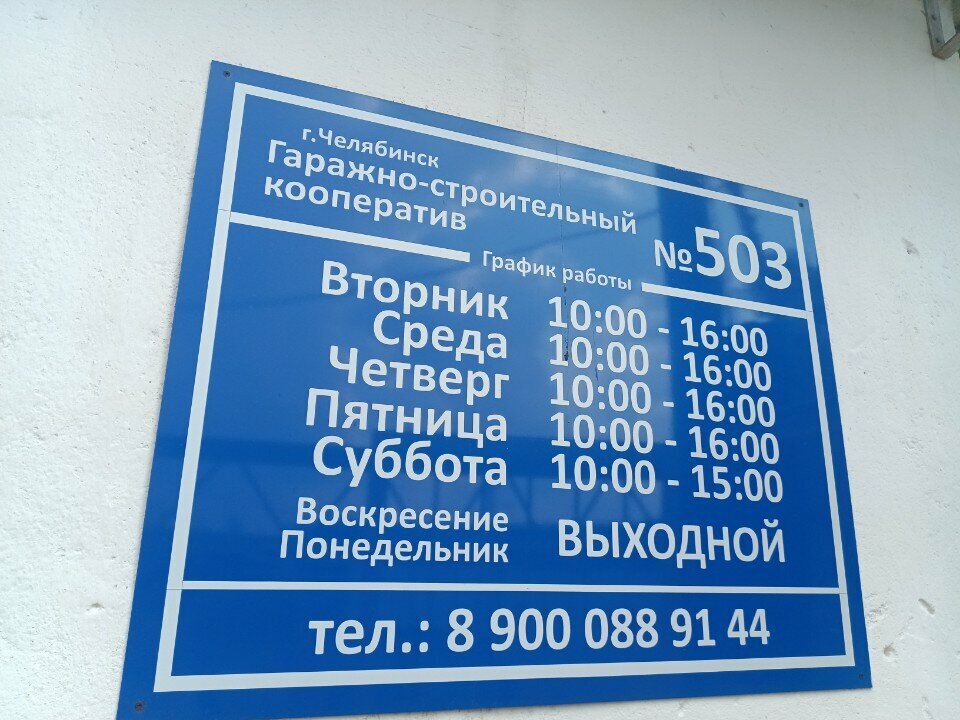 г.Челябинск
Гаражно-строительный
кооператив
№503
График работы
Вторник 10:00 - 16:00
Среда 10:00 - 16:00
Четверг 10:00 - 16:00
Пятница 10:00 - 16:00
Суббота 10:00 - 15:00
Воскресение
Понедельник
ВЫХОДНОЙ
тел.: 8 900 088 91 44